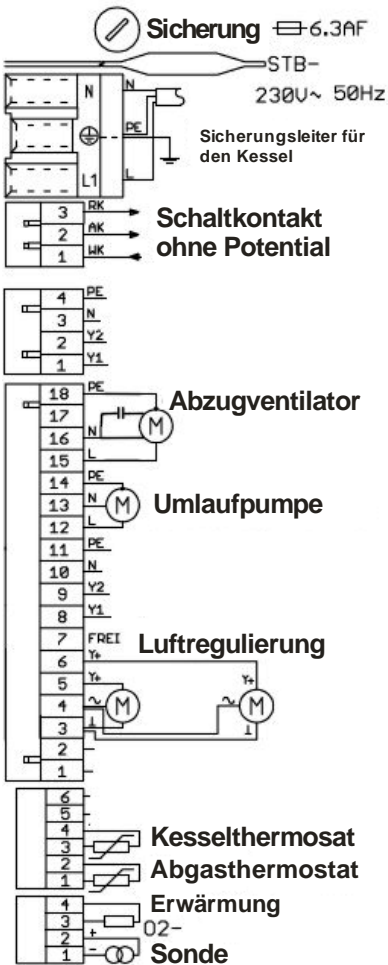 Sicherung 6.3AF
STB-
230V~ 50Hz
N N
PE
Sicherungsleiter für
den Kessel
L1 L
3 RK
Schaltkontakt
2 AK
ohne Potential
1 WK
4 PE
3 N
2 Y2
1 Y1
18 PE
Abzugventilator
17
M
16 N
15 L
14 PE
13 N M Umlaufpumpe
12 L
11 PE
10 N
9 Y2
8 Y1
7 FREI
Luftregulierung
6 Y+
5 Y+ Y+
4 ~ M ~ M
3 ⊥ ⊥
2
1
6
5
4
3 Kesselthermosat
2
1 Abgasthermostat
4 Erwärmung
3
2 + O2-
1 - Sonde